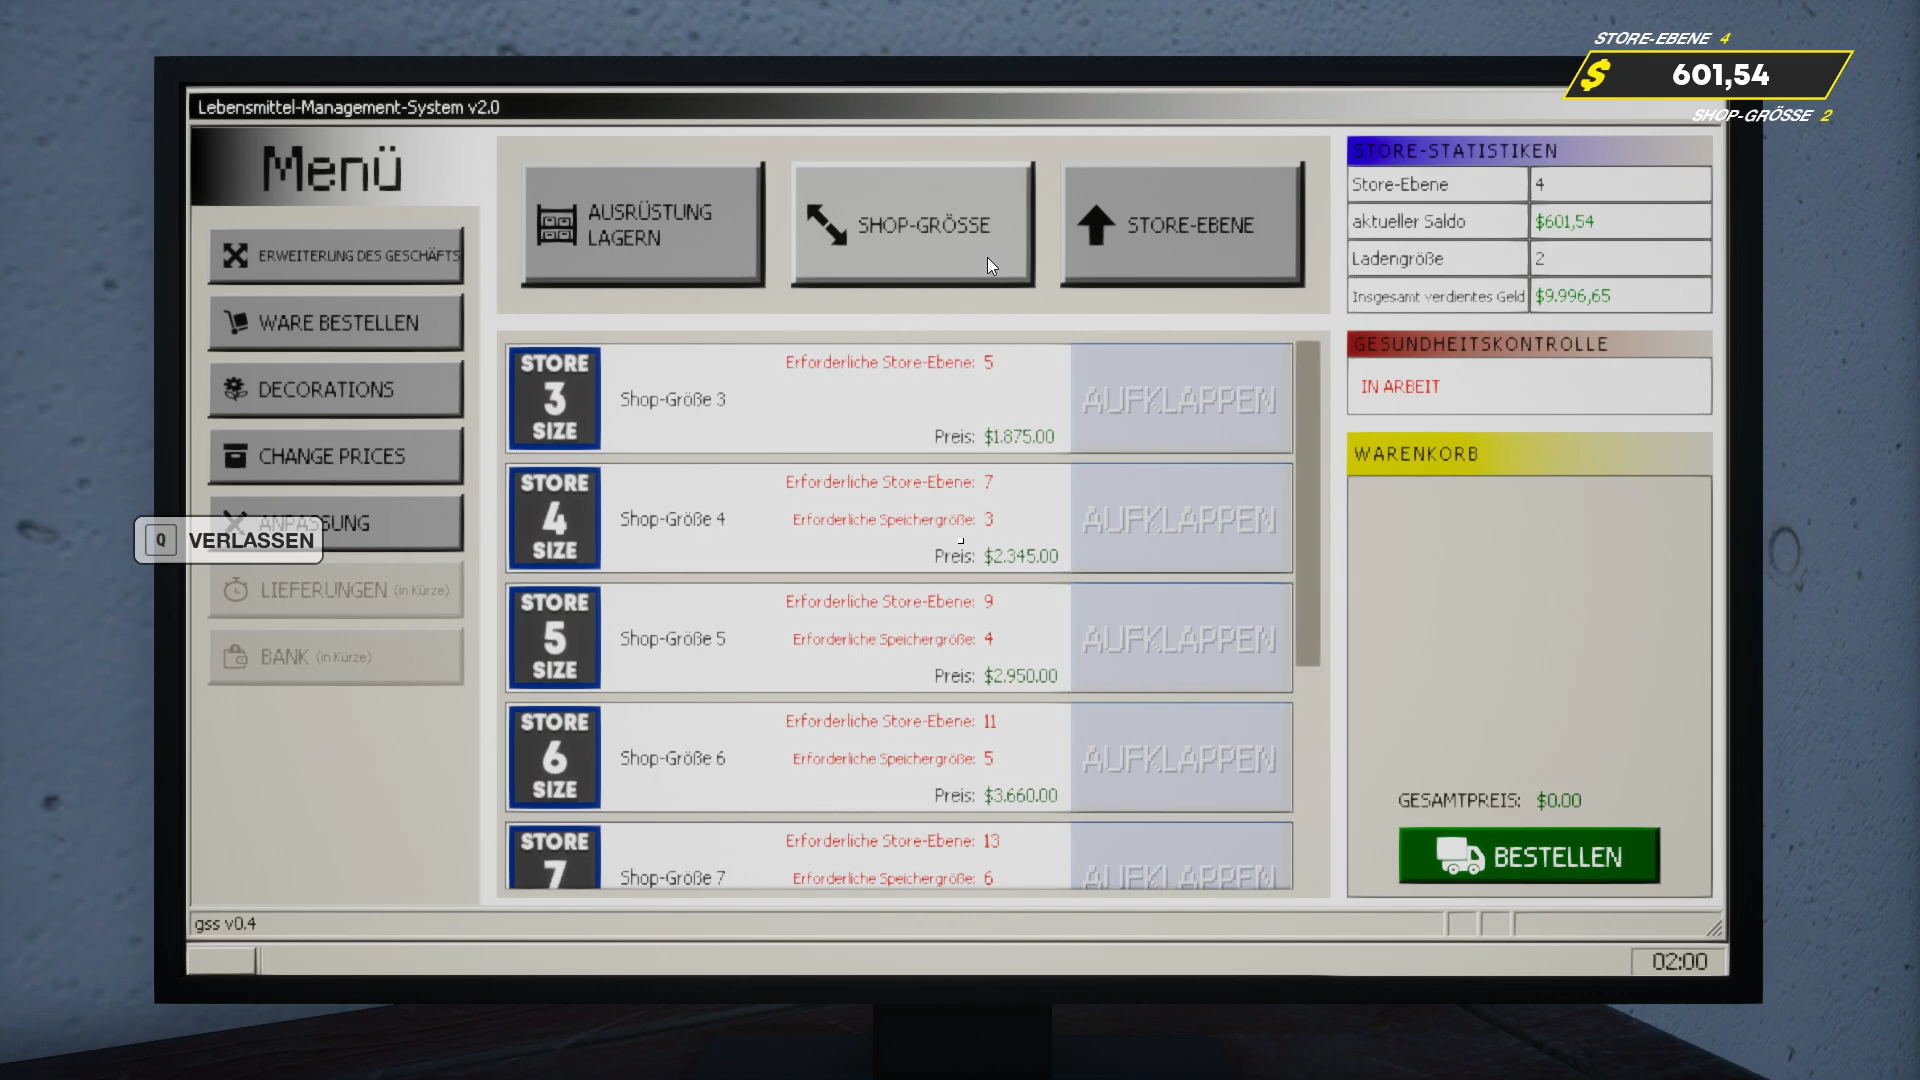 STORE-EBENE 4
$ 601,54
SHOP-GRÖSSE 2
Lebensmittel-Management-System v2.0
Menü
ERWEITERUNG DES GESCHÄFTS
WARE BESTELLEN
DECORATIONS
CHANGE PRICES
ANPASSUNG
Q VERLASSEN
LIEFERUNGEN (in Kürze)
BANK (in Kürze)
AUSRÜSTUNG
LAGERN
SHOP-GRÖSSE
STORE-EBENE
STORE
3
SIZE
Shop-Größe 3
Erforderliche Store-Ebene: 5
Preis: $1.875.00
AUFKLAPPEN
STORE
4
SIZE
Shop-Größe 4
Erforderliche Store-Ebene: 7
Erforderliche Speichergröße: 3
Preis: $2.345.00
AUFKLAPPEN
STORE
5
SIZE
Shop-Größe 5
Erforderliche Store-Ebene: 9
Erforderliche Speichergröße: 4
Preis: $2.950.00
AUFKLAPPEN
STORE
6
SIZE
Shop-Größe 6
Erforderliche Store-Ebene: 11
Erforderliche Speichergröße: 5
Preis: $3.660.00
AUFKLAPPEN
STORE
7
Shop-Größe 7
Erforderliche Store-Ebene: 13
Erforderliche Speichergröße: 6
AUFKLAPPEN
STORE-STATISTIKEN
Store-Ebene 4
aktueller Saldo $601,54
Ladengröße 2
Insgesamt verdientes Geld $9.996,65
GESUNDHEITSKONTROLLE
IN ARBEIT
WARENKORB
GESAMTPREIS: $0.00
BESTELLEN
gss v0.4
02:00